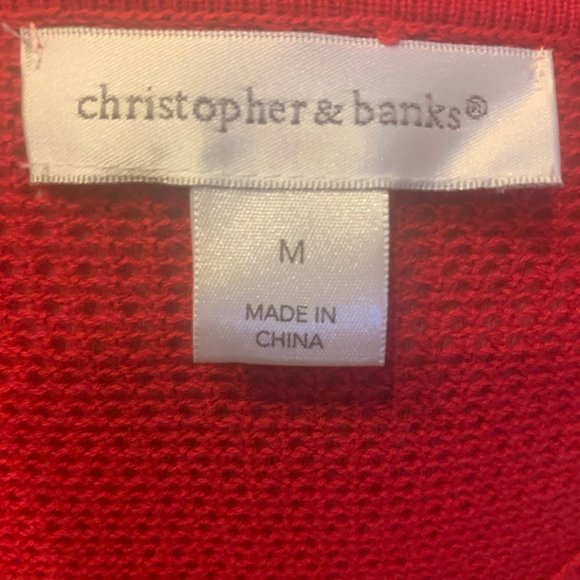 christopher & banks®
M
MADE IN
CHINA